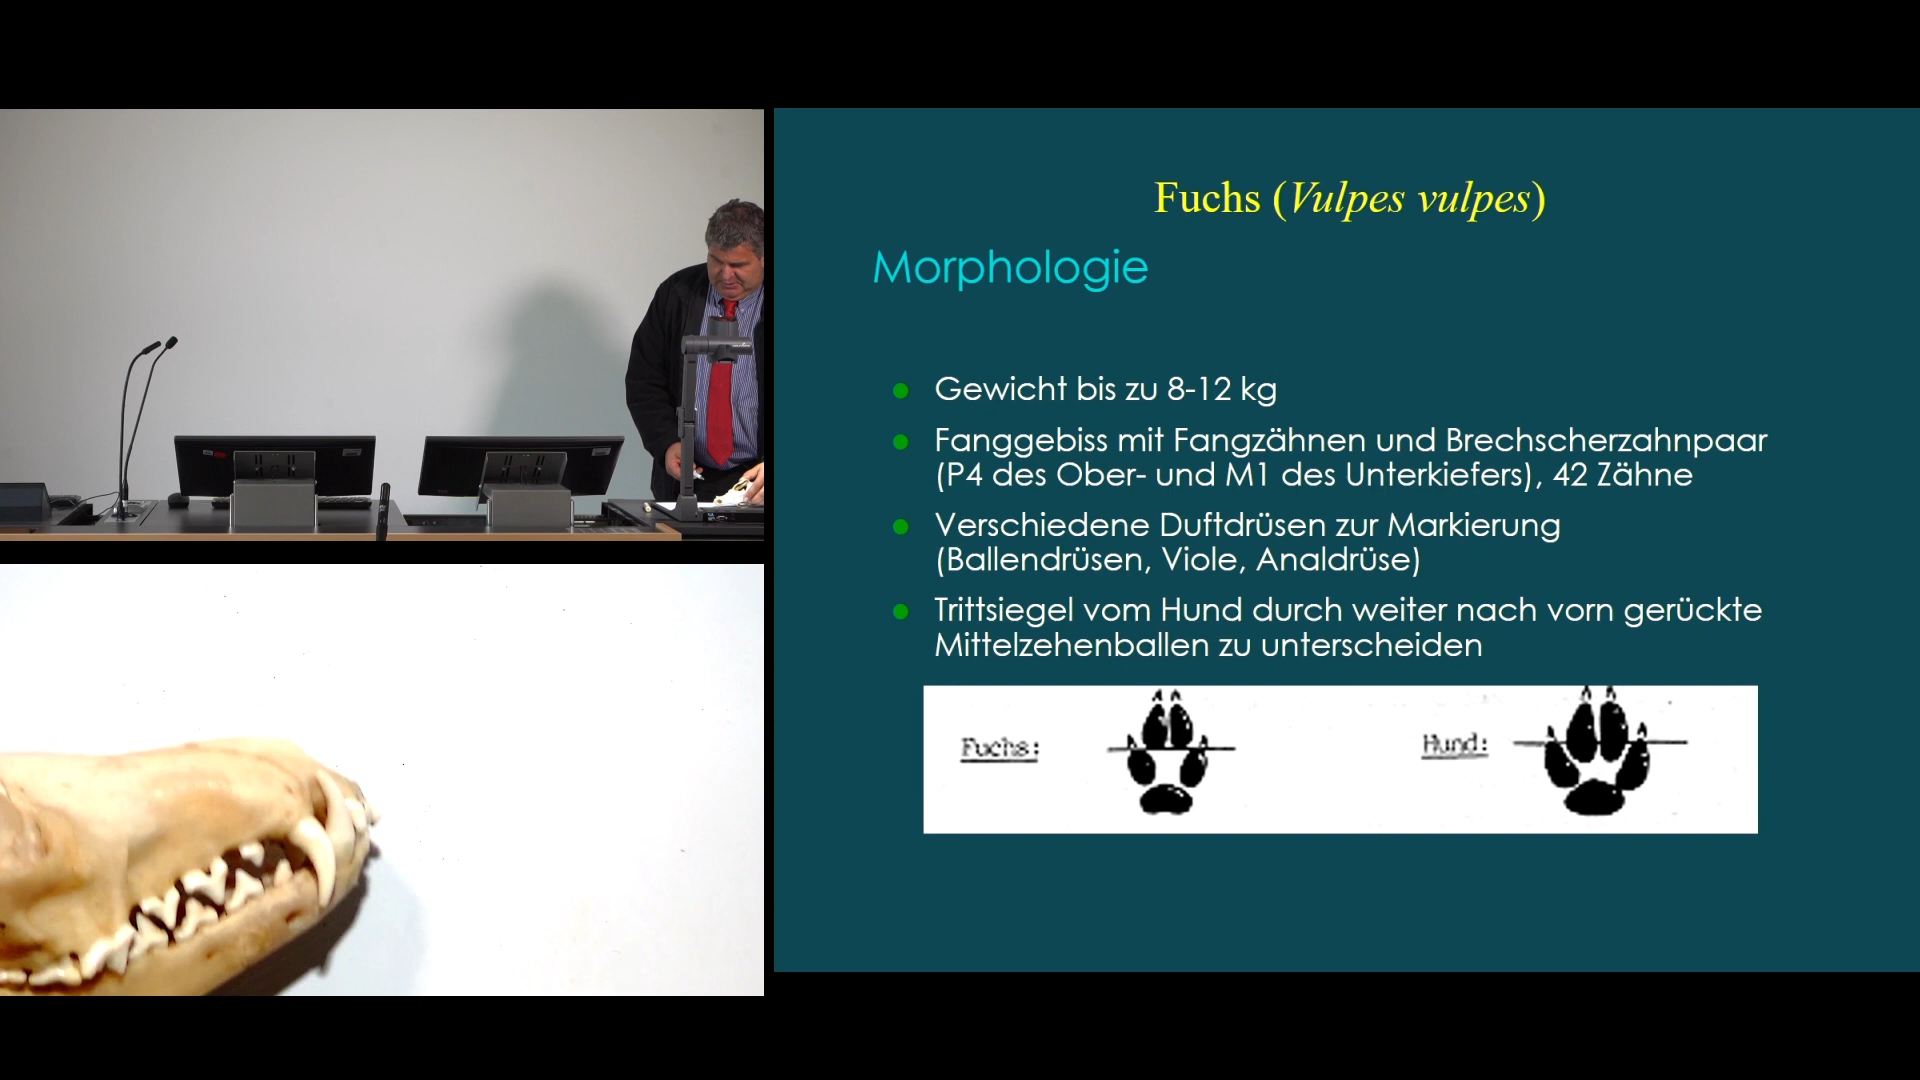 Fuchs (Vulpes vulpes)
Morphologie
Gewicht bis zu 8-12 kg
Fanggebiss mit Fangzähnen und Brechscherzahnpaar
(P4 des Ober- und M1 des Unterkiefers), 42 Zähne
Verschiedene Duftdrüsen zur Markierung
(Ballendrüsen, Viole, Analdrüse)
Trittsiegel vom Hund durch weiter nach vorn gerückte
Mittelzehenballen zu unterscheiden
Fuchs:
Hund: